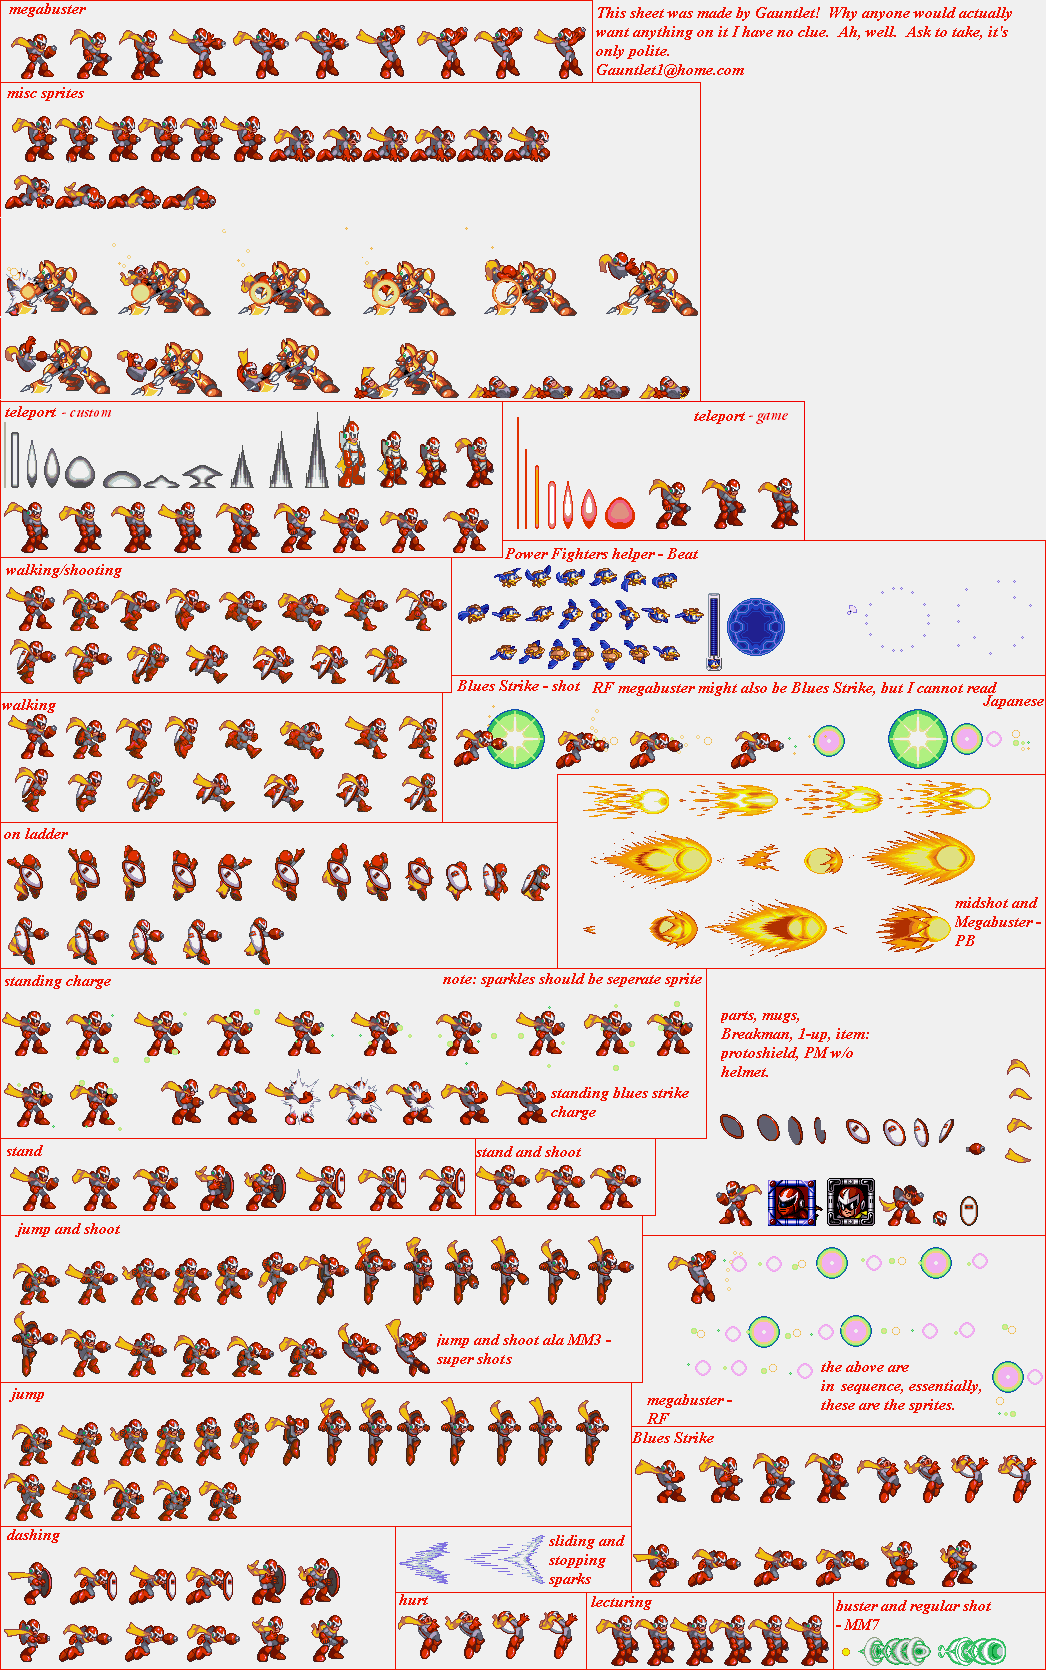 megabuster
This sheet was made by Gauntlet!  Why anyone would actually
want anything on it I have no clue.  Ah, well.  Ask to take, it's
only polite.
Gauntlet1@home.com
misc sprites
teleport - custom
teleport - game
Power Fighters helper - Beat
walking/shooting
Blues Strike - shot
RF megabuster might also be Blues Strike, but I cannot read
Japanese
walking
on ladder
midshot and
Megabuster -
PB
standing charge
note: sparkles should be seperate sprite
parts, mugs,
Breakman, 1-up, item:
protoshield, PM w/o
helmet.
standing blues strike
charge
stand
stand and shoot
jump and shoot
jump and shoot ala MM3 -
super shots
the above are
in  sequence, essentially,
these are the sprites.
megabuster -
RF
jump
Blues Strike
dashing
sliding and
stopping
sparks
hurt
lecturing
buster and regular shot
- MM7